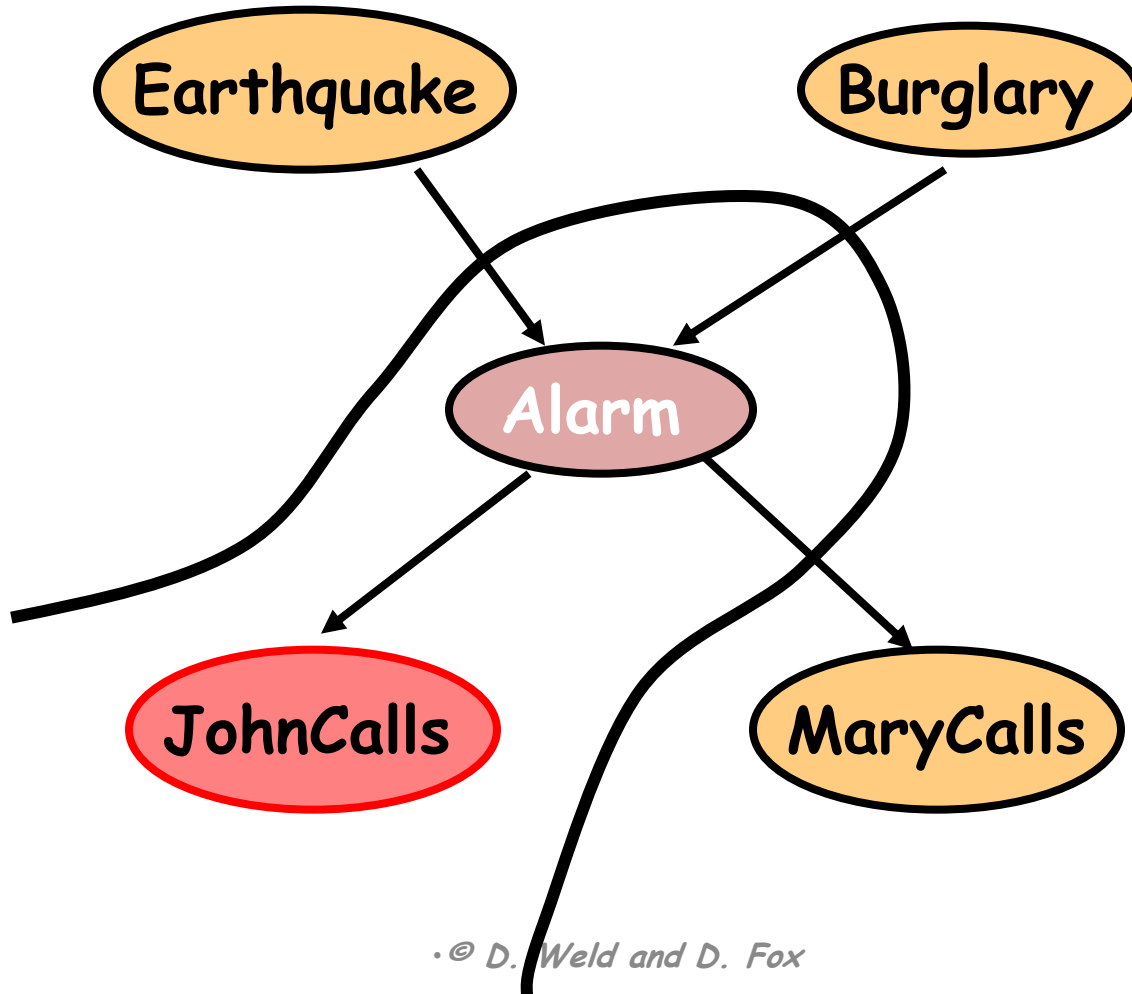 Earthquake
Burglary
Alarm
JohnCalls
MaryCalls
·© D. Weld and D. Fox